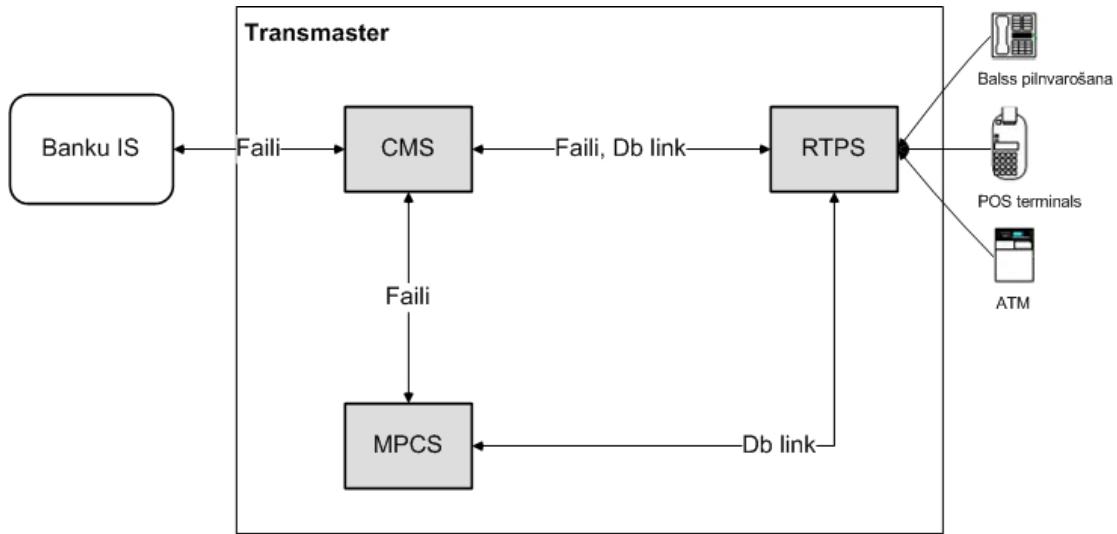 Transmaster
Balss pilnvarošana
Banku IS
Faili
CMS
Faili, Db link
RTPS
POS terminals
Faili
ATM
MPCS
Db link